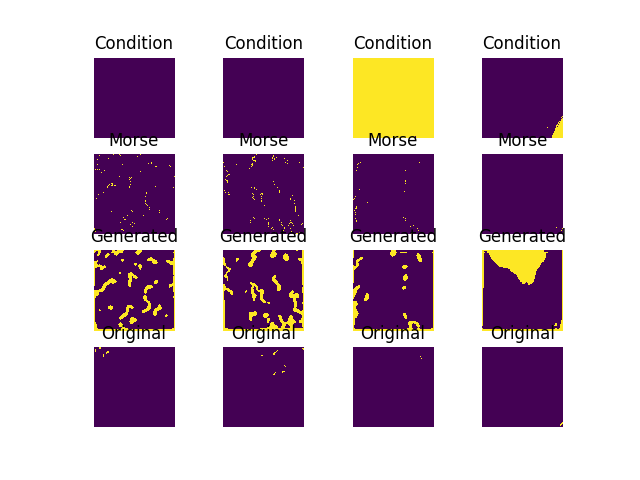 Condition Condition Condition Condition
Morse Morse Morse Morse
Generated Generated Generated Generated
Original Original Original Original